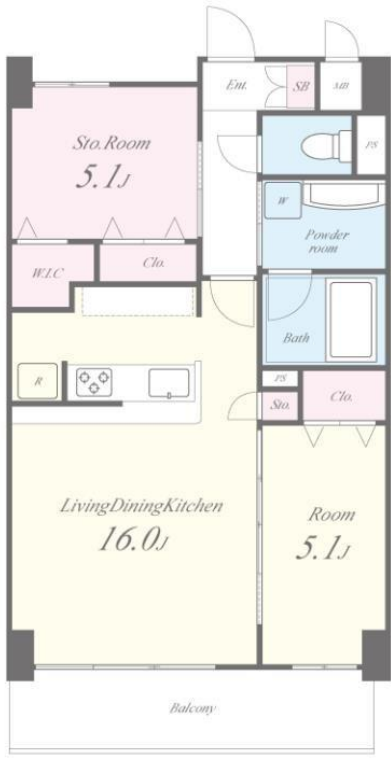 Ent.
SB
M.B
Sto.Room
5.1J
PS
W
Powder
room
W.I.C
Clo.
Bath
R
PS
Sto.
Clo.
LivingDiningKitchen
16.0J
Room
5.1J
Balcony